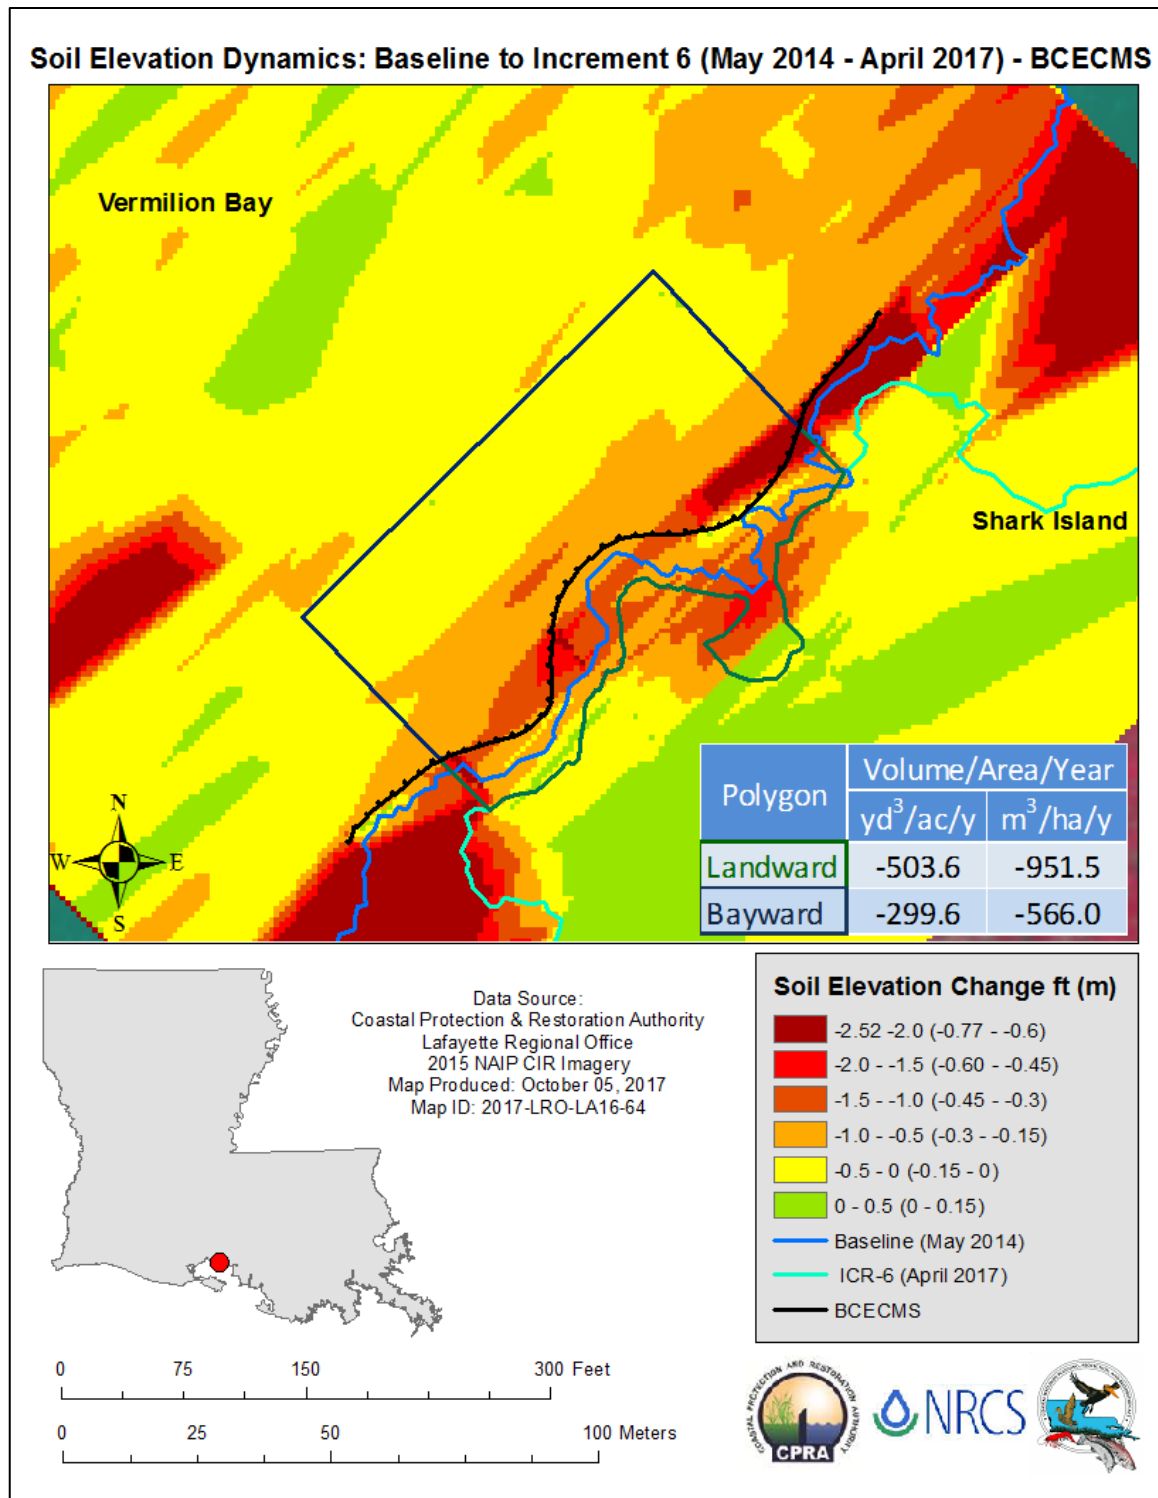 Soil Elevation Dynamics: Baseline to Increment 6 (May 2014 - April 2017) - BCECMS
Vermilion Bay
Shark Island
N
W E
S
Polygon Volume/Area/Year
yd³/ac/y m³/ha/y
Landward -503.6 -951.5
Bayward -299.6 -566.0
Data Source:
Coastal Protection & Restoration Authority
Lafayette Regional Office
2015 NAIP CIR Imagery
Map Produced: October 05, 2017
Map ID: 2017-LRO-LA16-64
Soil Elevation Change ft (m)
-2.52 -2.0 (-0.77 - -0.6)
-2.0 - -1.5 (-0.60 - -0.45)
-1.5 - -1.0 (-0.45 - -0.3)
-1.0 - -0.5 (-0.3 - -0.15)
-0.5 - 0 (-0.15 - 0)
0 - 0.5 (0 - 0.15)
Baseline (May 2014)
ICR-6 (April 2017)
BCECMS
0 75 150 300 Feet
0 25 50 100 Meters
COASTAL PROTECTION AND RESTORATION AUTHORITY
CPRA
NRCS